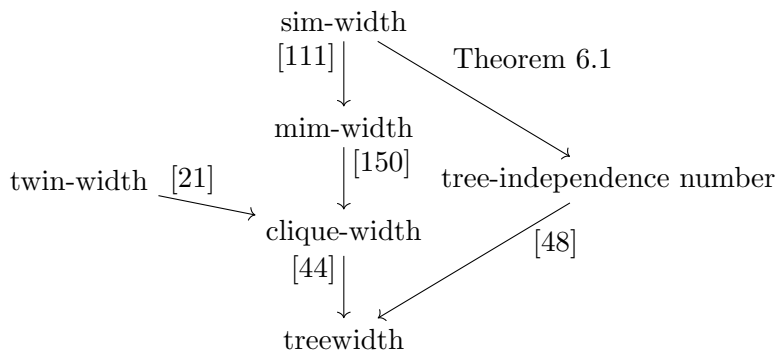 sim-width
[111]
Theorem 6.1
mim-width
[150]
twin-width
[21]
tree-independence number
clique-width
[48]
[44]
treewidth